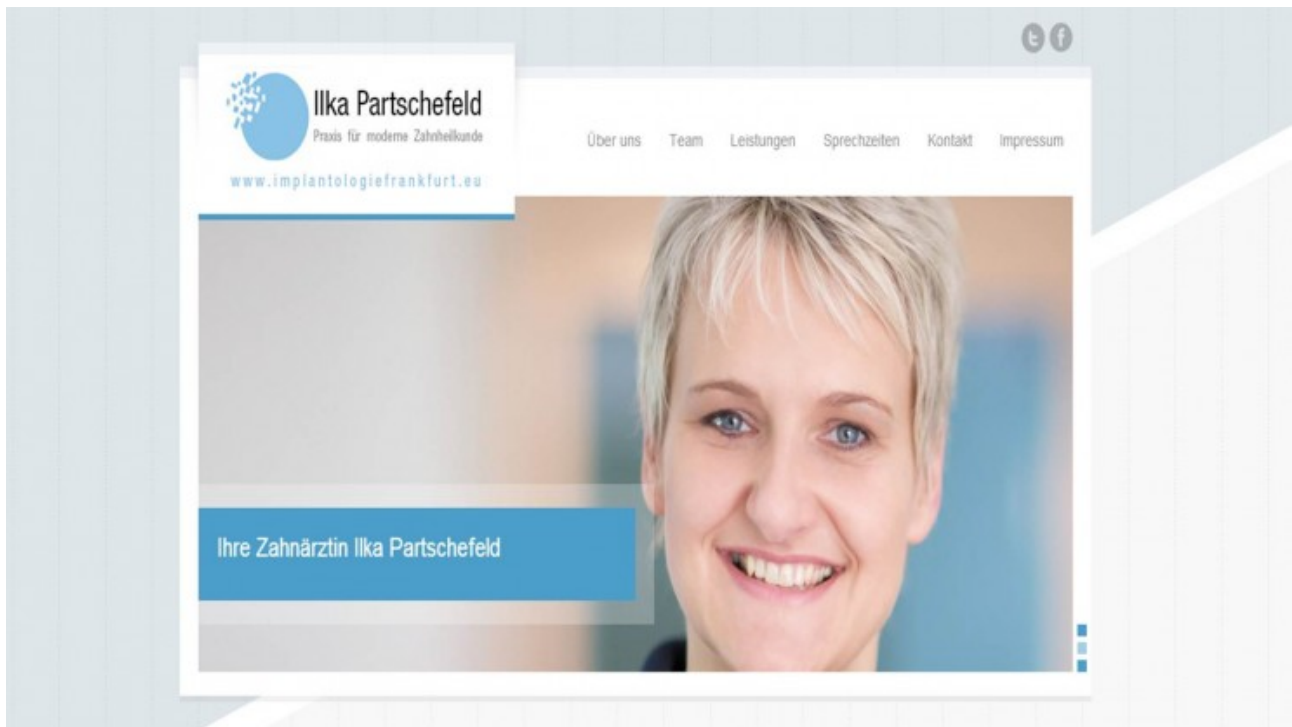 Ilka Partschefeld
Praxis für moderne Zahnheilkunde
www.implantologiefrankfurt.eu
Über uns Team Leistungen Sprechzeiten Kontakt Impressum
Ihre Zahnärztin Ilka Partschefeld